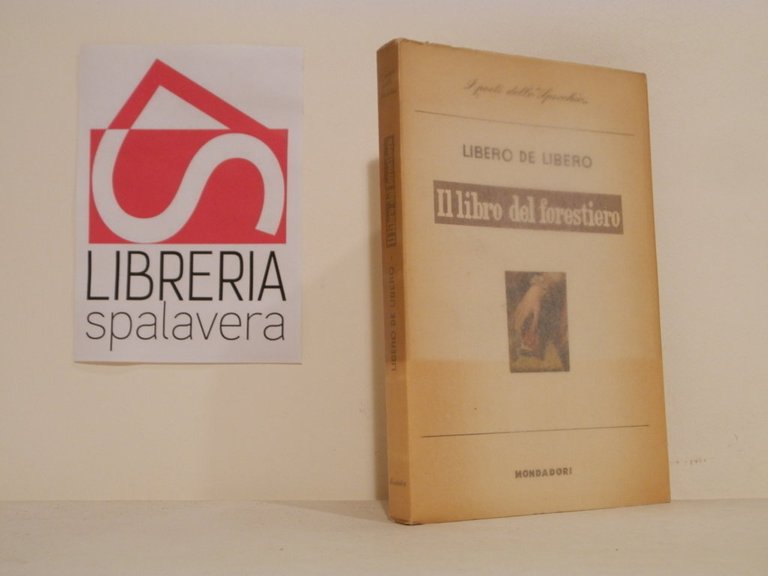 LIBRERIA
spalavera
I poeti dello "Specchio"
LIBERO DE LIBERO
Il libro del forestiero
MONDADORI
LIBERO DE LIBERO